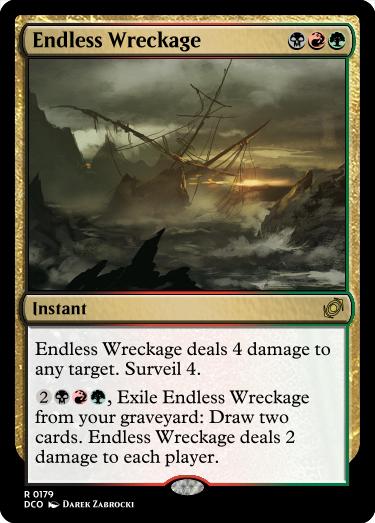 Endless Wreckage
Instant
Endless Wreckage deals 4 damage to
any target. Surveil 4.
2, Exile Endless Wreckage
from your graveyard: Draw two
cards. Endless Wreckage deals 2
damage to each player.
R 0179
DCO DAREK ZABROCKI